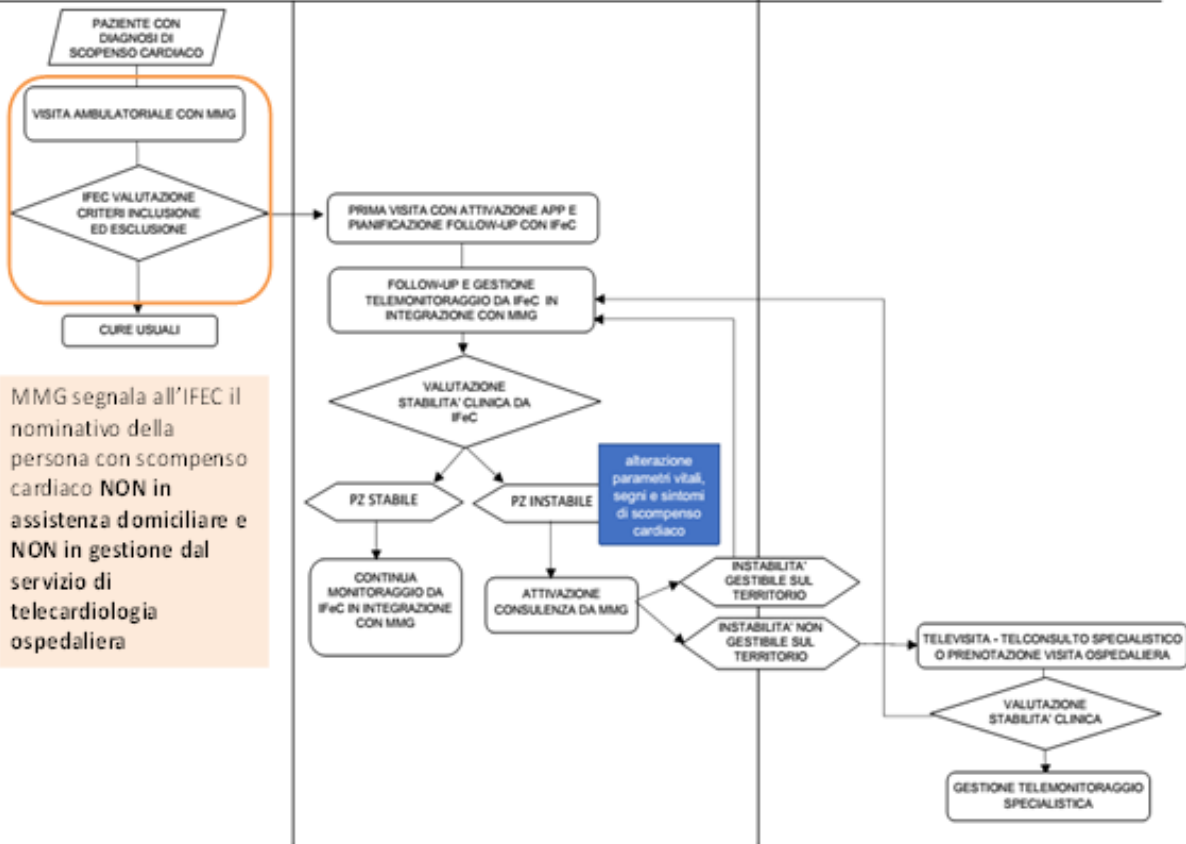 PAZIENTE CON
DIAGNOSI DI
SCOPENSO CARDIACO
VISITA AMBULATORIALE CON MMG
IFEC VALUTAZIONE
CRITERI INCLUSIONE
ED ESCLUSIONE
CURE USUALI
MMG segnala all'IFEC il
nominativo della
persona con scompenso
cardiaco NON in
assistenza domiciliare e
NON in gestione dal
servizio di
telecardiologia
ospedaliera
PRIMA VISITA CON ATTIVAZIONE APP E
PIANIFICAZIONE FOLLOW-UP CON IFeC
FOLLOW-UP E GESTIONE
TELEMONITORAGGIO DA IFeC IN
INTEGRAZIONE CON MMG
VALUTAZIONE
STABILITA' CLINICA DA
IFeC
PZ STABILE
PZ INSTABILE
alterazione
parametri vitali,
segni e sintomi
di scompenso
cardiaco
CONTINUA
MONITORAGGIO DA
IFeC IN INTEGRAZIONE
CON MMG
ATTIVAZIONE
CONSULENZA DA MMG
INSTABILITA'
GESTIBILE SUL
TERRITORIO
INSTABILITA' NON
GESTIBILE SUL
TERRITORIO
TELEVISITA - TELCONSULTO SPECIALISTICO
O PRENOTAZIONE VISITA OSPEDALIERA
VALUTAZIONE
STABILITA' CLINICA
GESTIONE TELEMONITORAGGIO
SPECIALISTICA